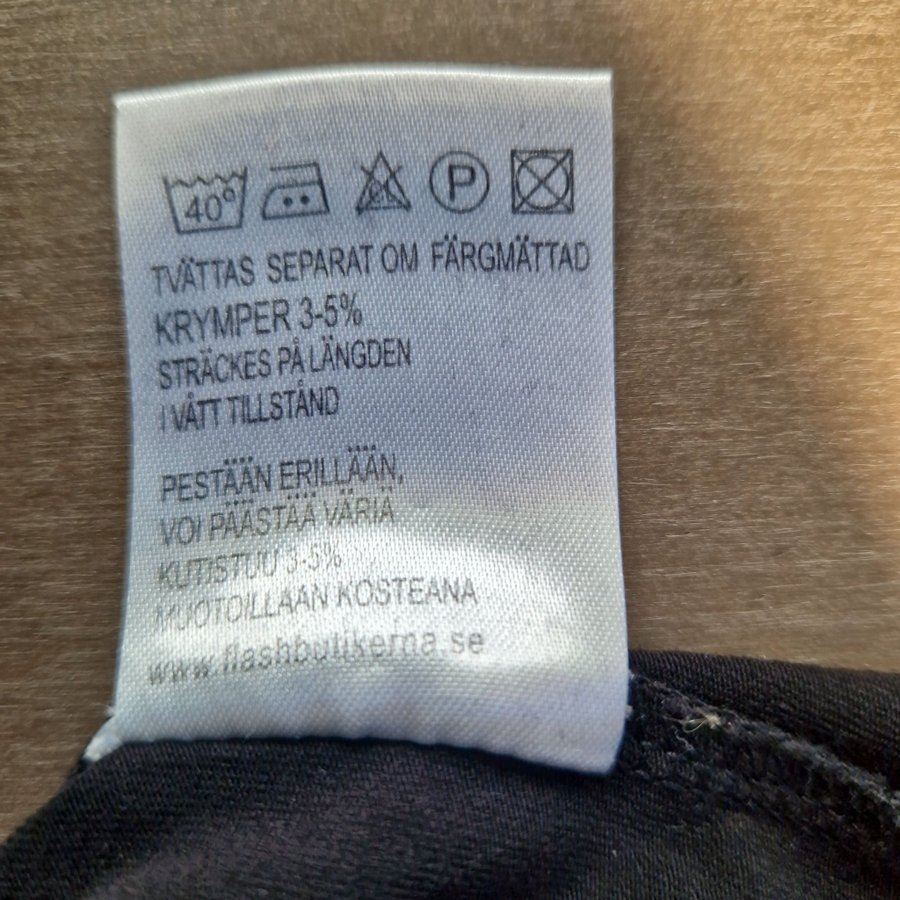 40°
CL
P
TVÄTTAS SEPARAT OM FÄRGMÄTTAD
KRYMPER 3-5%
STRÄCKES PÅ LÄNGDEN
I VÅTT TILLSTÅND
PESTÄÄN ERILLÄÄN,
VOI PÄÄSTÄÄ VÄRIÄ
KUTISTUU 3-5%
MUOTOILLAAN KOSTEANA
www.flashbutikerna.se